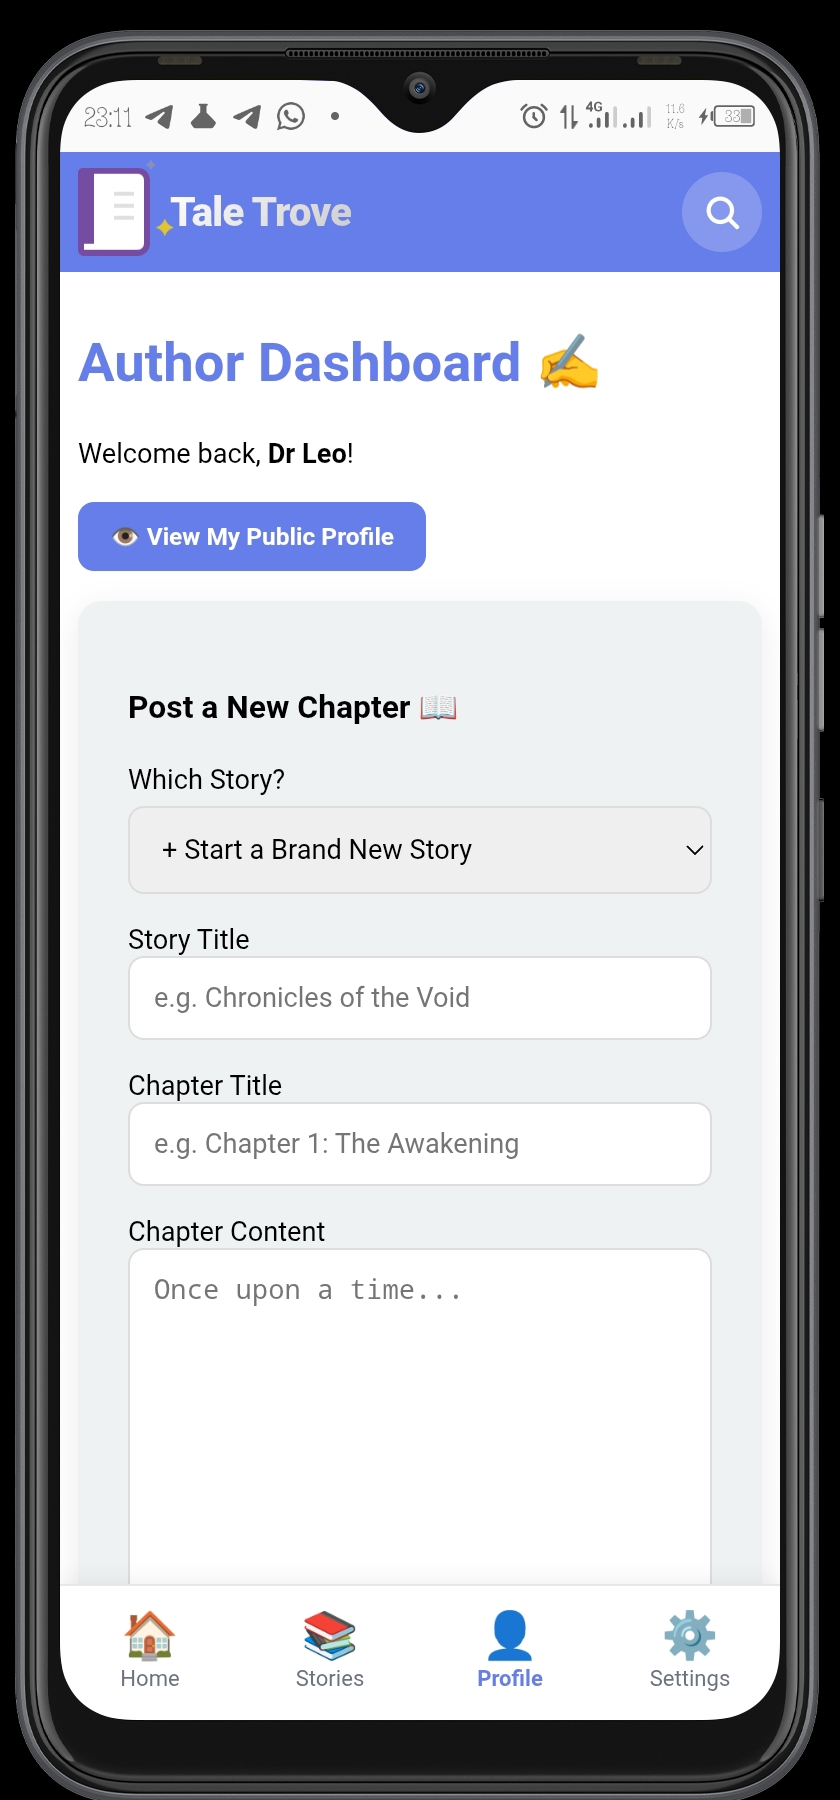 23:11
4G
11.6
K/s
33
Tale Trove
Author Dashboard ✍️
Welcome back, Dr Leo!
👁️ View My Public Profile
Post a New Chapter 📖
Which Story?
+ Start a Brand New Story
Story Title
e.g. Chronicles of the Void
Chapter Title
e.g. Chapter 1: The Awakening
Chapter Content
Once upon a time...
Home
Stories
Profile
Settings